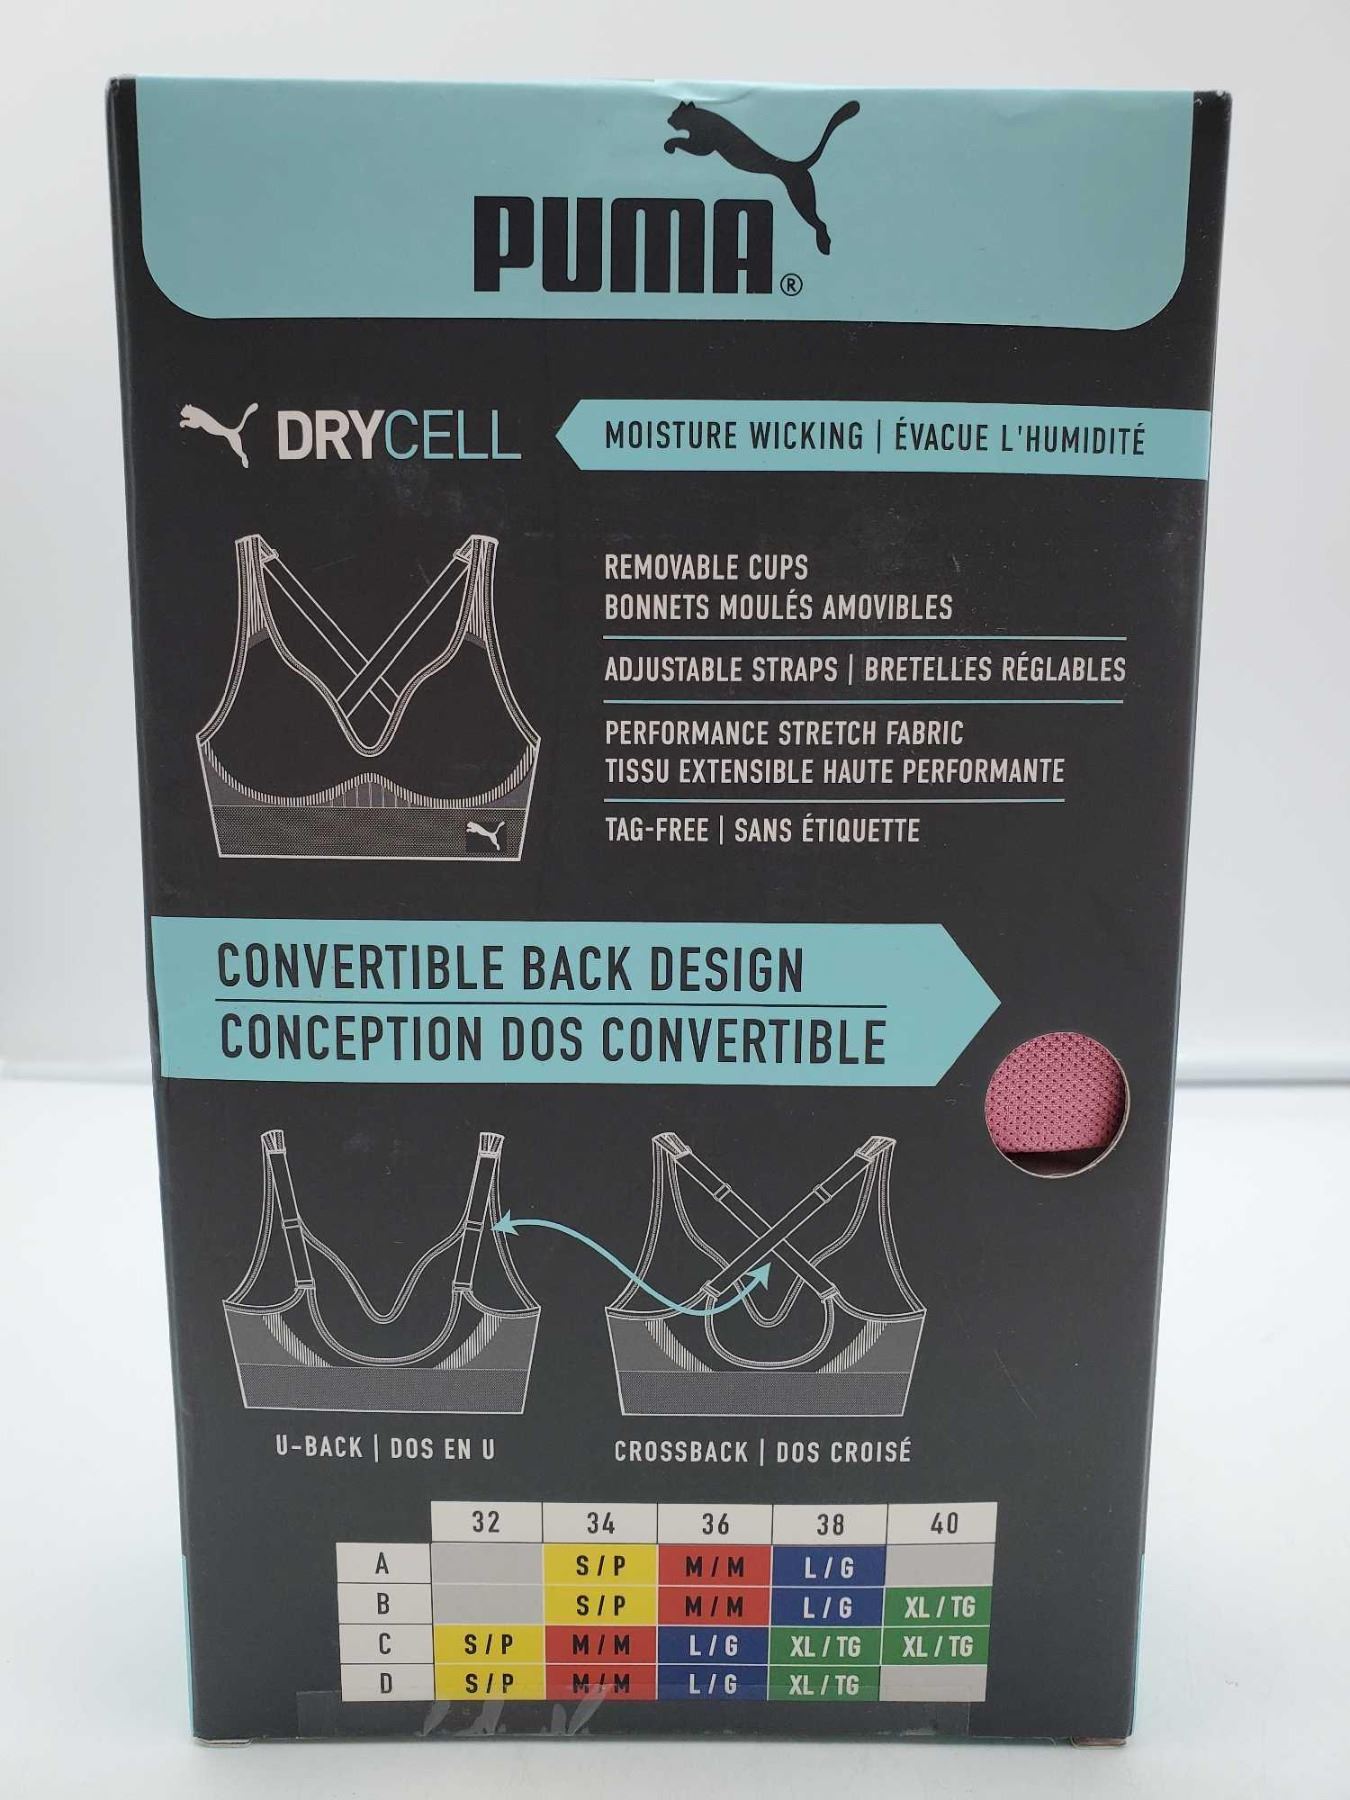 PUMA®
DRYCELL
MOISTURE WICKING | ÉVACUE L'HUMIDITÉ
REMOVABLE CUPS
BONNETS MOULÉS AMOVIBLES
ADJUSTABLE STRAPS | BRETELLES RÉGLABLES
PERFORMANCE STRETCH FABRIC
TISSU EXTENSIBLE HAUTE PERFORMANTE
TAG-FREE | SANS ÉTIQUETTE
CONVERTIBLE BACK DESIGN
CONCEPTION DOS CONVERTIBLE
U-BACK | DOS EN U
CROSSBACK | DOS CROISÉ
32 34 36 38 40
A S / P M / M L / G
B S / P M / M L / G XL / TG
C S / P M / M L / G XL / TG XL / TG
D S / P M / M L / G XL / TG